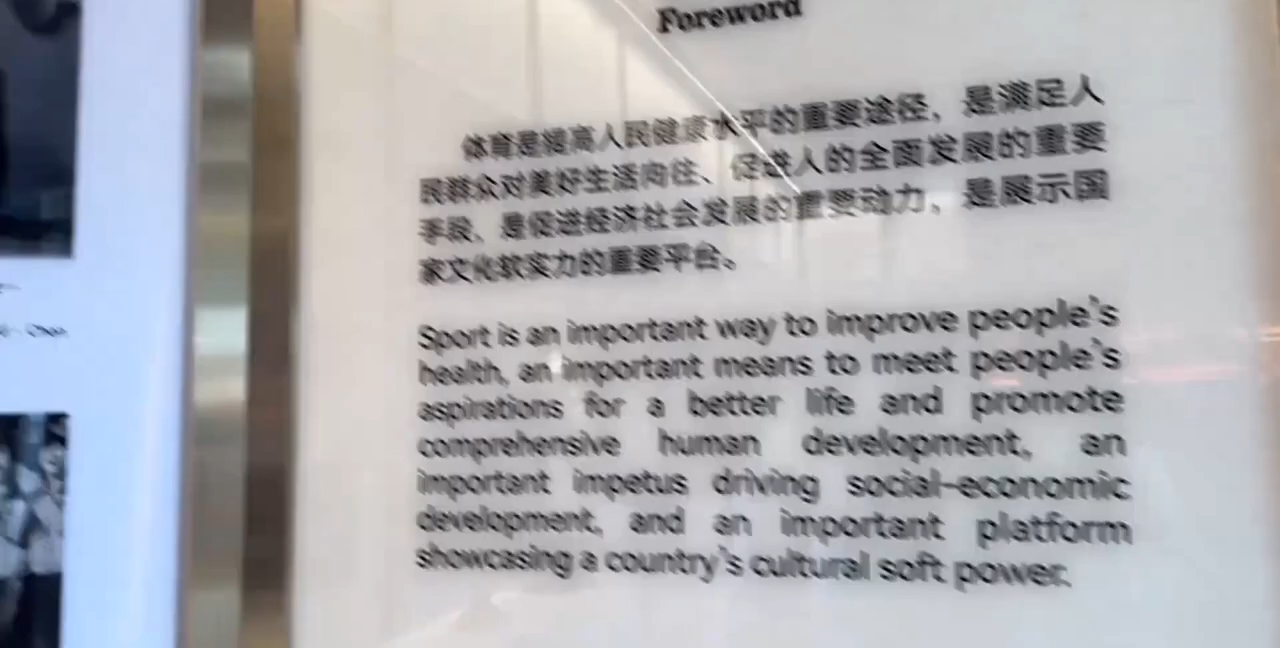 Foreword
体育是提高人民健康水平的重要途径，是满足人
民群众对美好生活向往、促进人的全面发展的重要
手段，是促进经济社会发展的重要动力，是展示国
家文化软实力的重要平台。
Sport is an important way to improve people's
health, an important means to meet people's
aspirations for a better life and promote
comprehensive human development, an
important impetus driving social-economic
development, and an important platform
showcasing a country's cultural soft power.